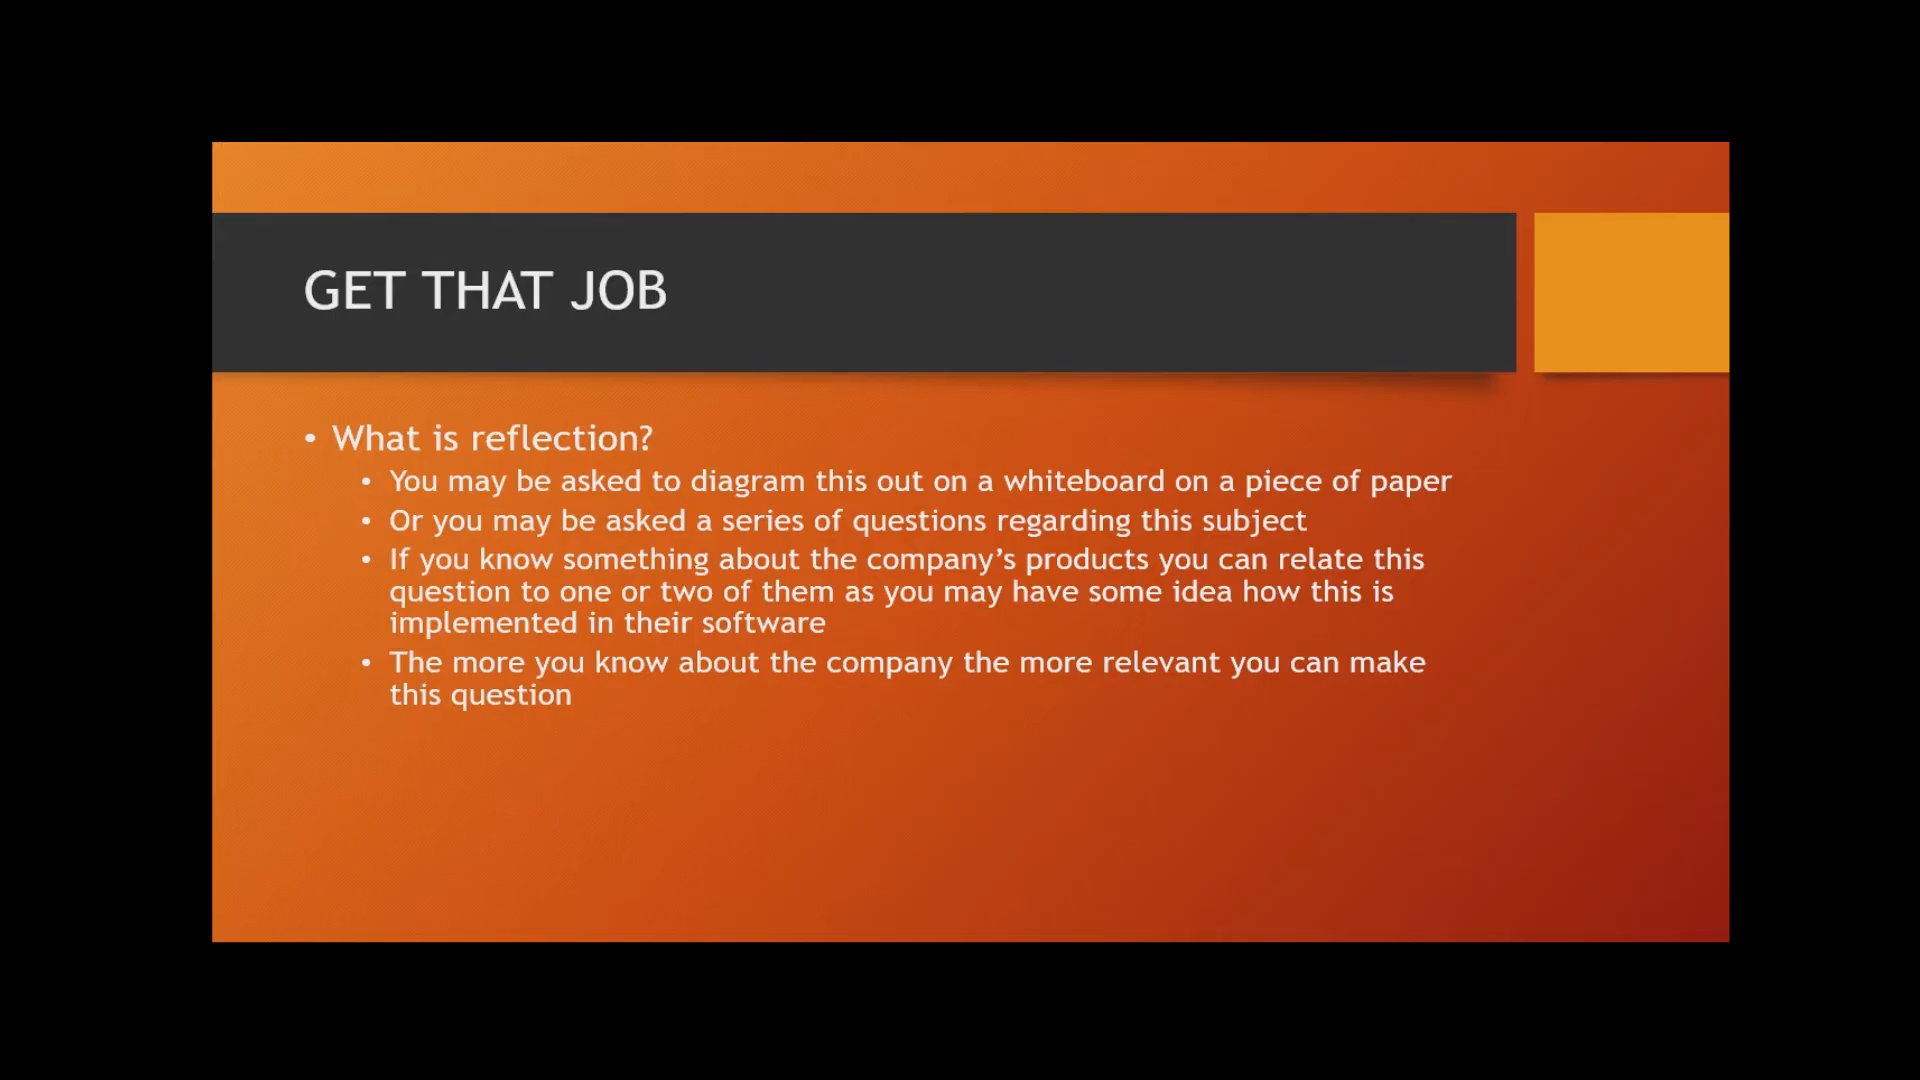 GET THAT JOB
• What is reflection?
• You may be asked to diagram this out on a whiteboard on a piece of paper
• Or you may be asked a series of questions regarding this subject
• If you know something about the company’s products you can relate this
question to one or two of them as you may have some idea how this is
implemented in their software
• The more you know about the company the more relevant you can make
this question